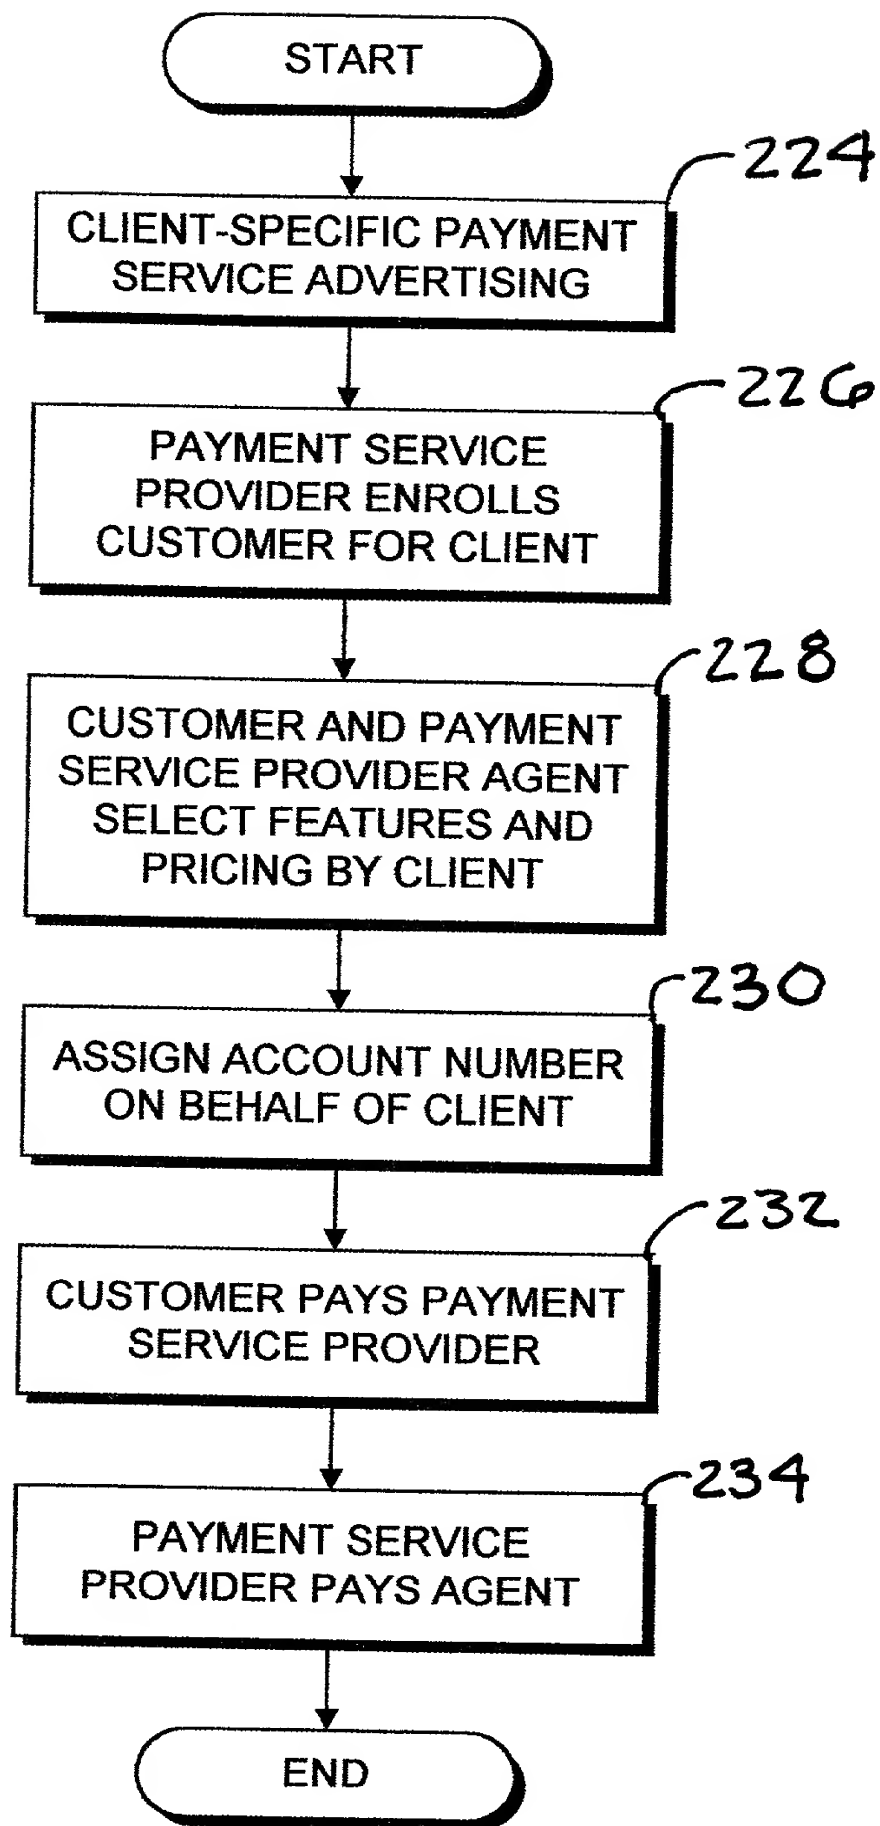 START
224
CLIENT-SPECIFIC PAYMENT
SERVICE ADVERTISING
226
PAYMENT SERVICE
PROVIDER ENROLLS
CUSTOMER FOR CLIENT
228
CUSTOMER AND PAYMENT
SERVICE PROVIDER AGENT
SELECT FEATURES AND
PRICING BY CLIENT
230
ASSIGN ACCOUNT NUMBER
ON BEHALF OF CLIENT
232
CUSTOMER PAYS PAYMENT
SERVICE PROVIDER
234
PAYMENT SERVICE
PROVIDER PAYS AGENT
END